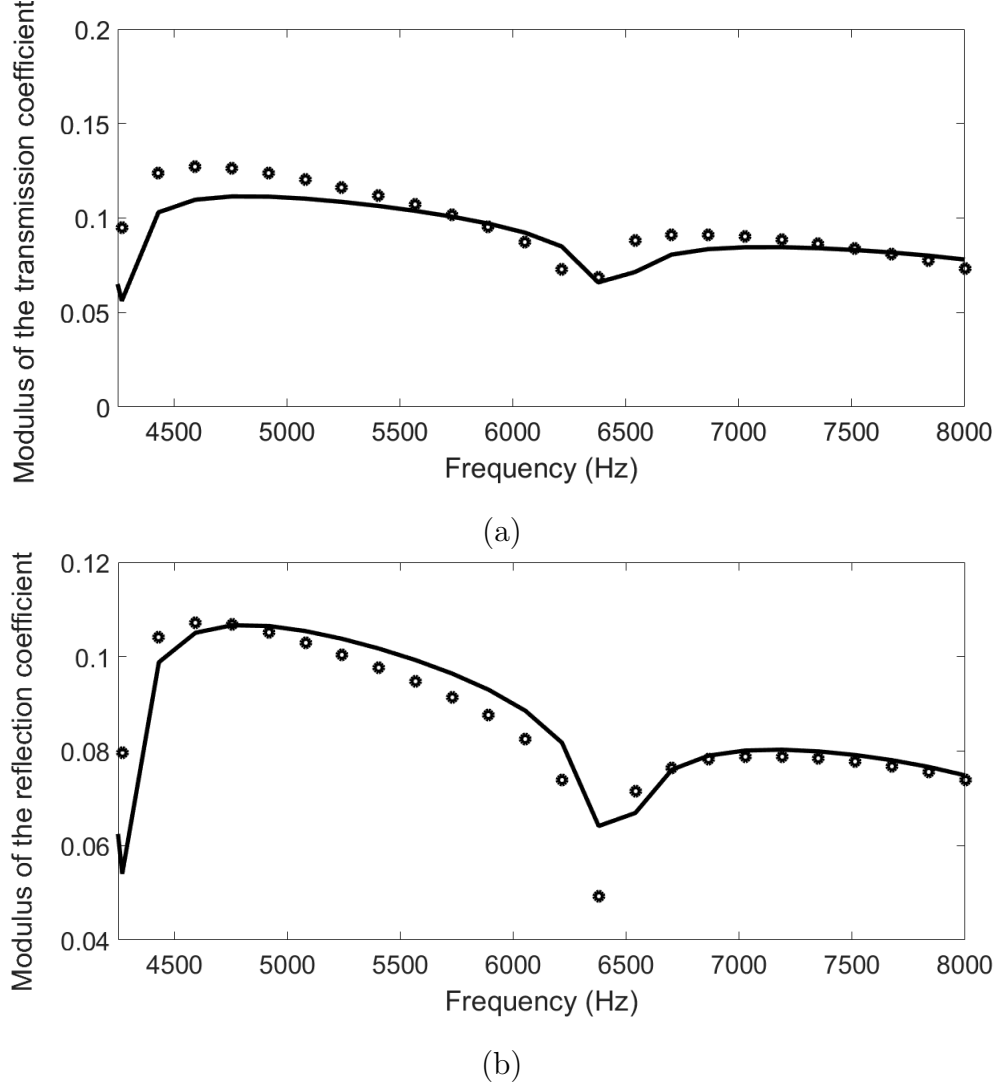 Modulus of the transmission coefficient
0.2
0.15
0.1
0.05
0
4500 5000 5500 6000 6500 7000 7500 8000
Frequency (Hz)
(a)
Modulus of the reflection coefficient
0.12
0.1
0.08
0.06
0.04
4500 5000 5500 6000 6500 7000 7500 8000
Frequency (Hz)
(b)